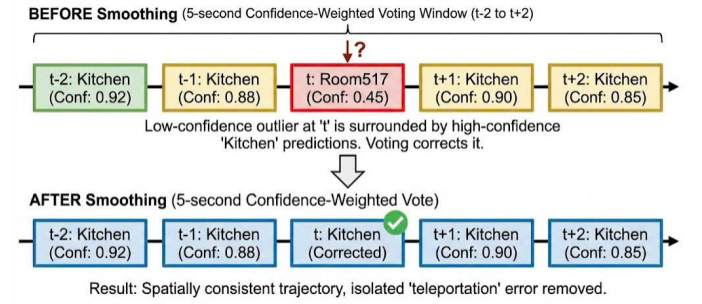 BEFORE Smoothing (5-second Confidence-Weighted Voting Window (t-2 to t+2)
?
t-2: Kitchen (Conf: 0.92)
t-1: Kitchen (Conf: 0.88)
t: Room517 (Conf: 0.45)
t+1: Kitchen (Conf: 0.90)
t+2: Kitchen (Conf: 0.85)
Low-confidence outlier at 't' is surrounded by high-confidence
'Kitchen' predictions. Voting corrects it.
AFTER Smoothing (5-second Confidence-Weighted Vote)
t-2: Kitchen (Conf: 0.92)
t-1: Kitchen (Conf: 0.88)
t: Kitchen (Corrected)
t+1: Kitchen (Conf: 0.90)
t+2: Kitchen (Conf: 0.85)
Result: Spatially consistent trajectory, isolated 'teleportation' error removed.